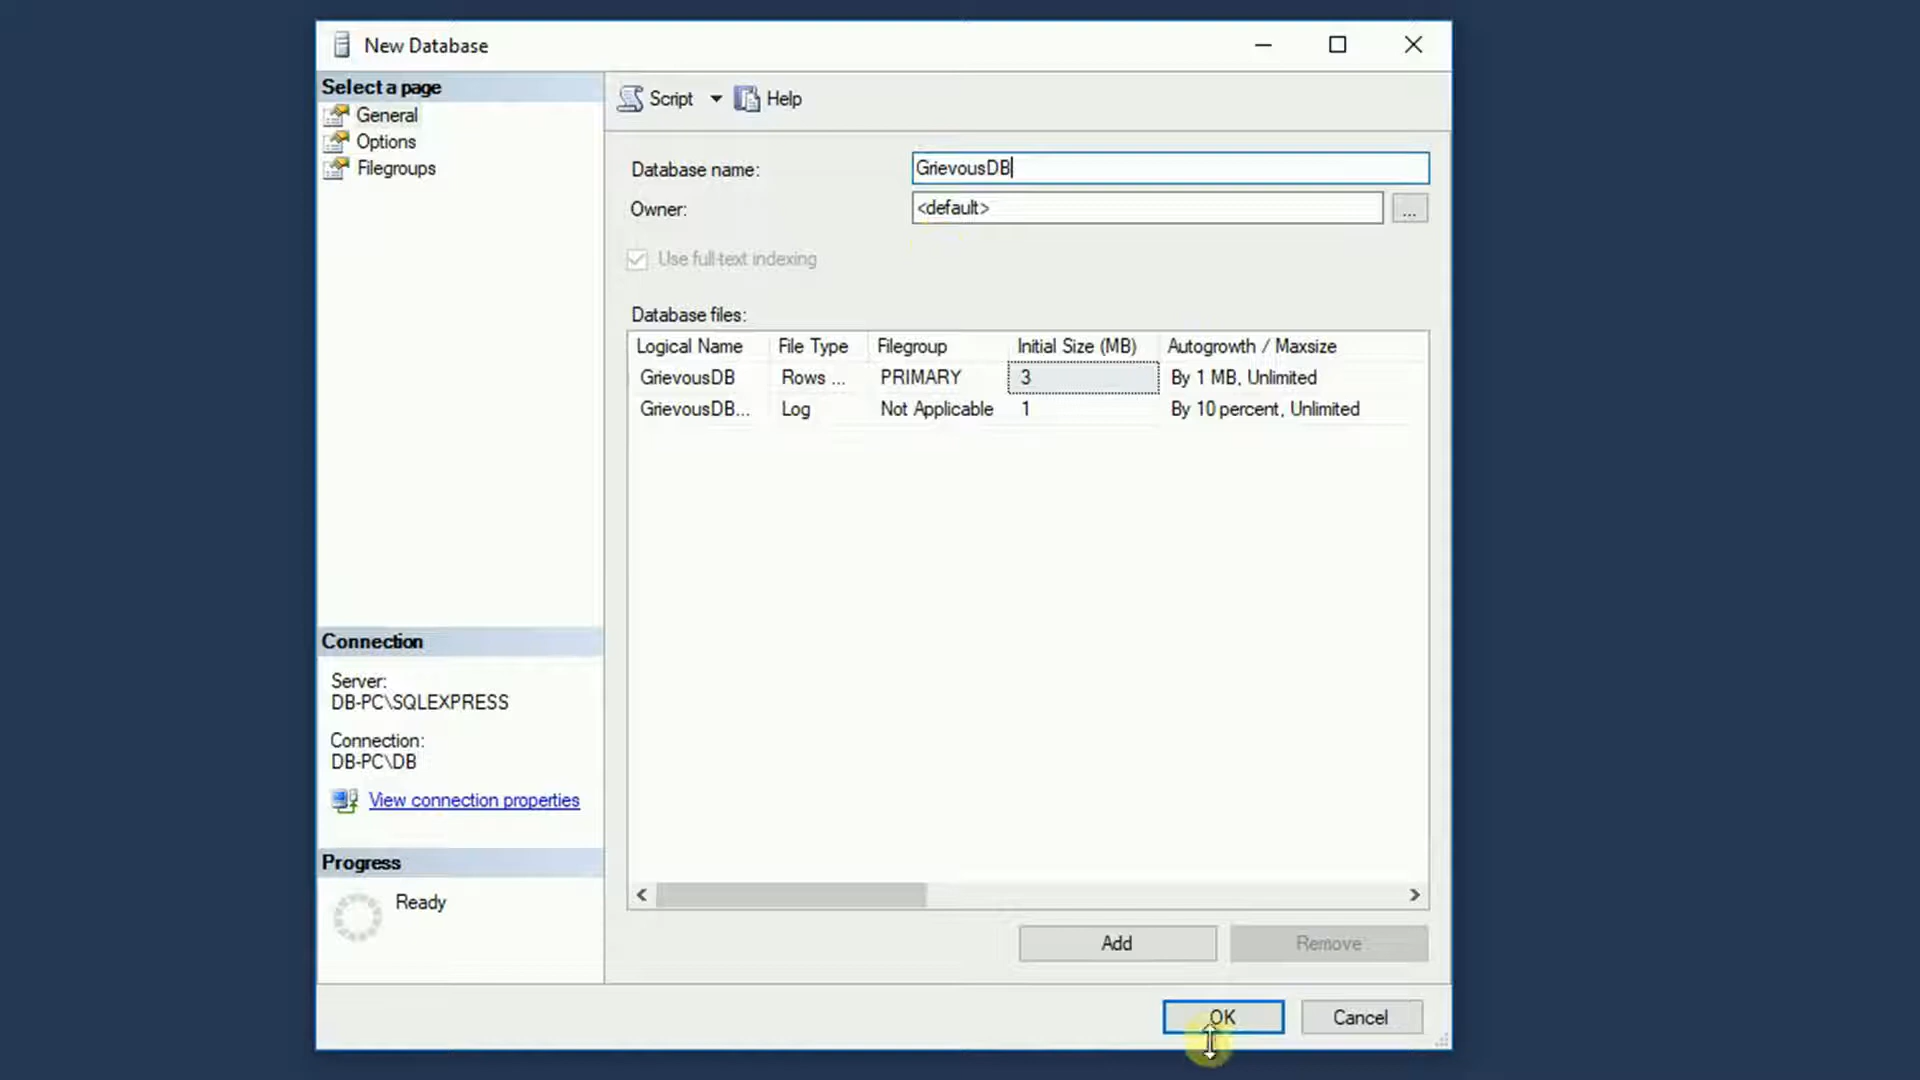 New Database
Select a page
General
Options
Filegroups
Script
Help
Database name:
GrievousDB
Owner:
<default>
...
Use full-text indexing
Database files:
Logical Name File Type Filegroup Initial Size (MB) Autogrowth / Maxsize
GrievousDB Rows ... PRIMARY 3 By 1 MB, Unlimited
GrievousDB... Log Not Applicable 1 By 10 percent, Unlimited
Connection
Server:
DB-PC\SQLEXPRESS
Connection:
DB-PC\DB
View connection properties
Progress
Ready
Add
Remove
OK
Cancel